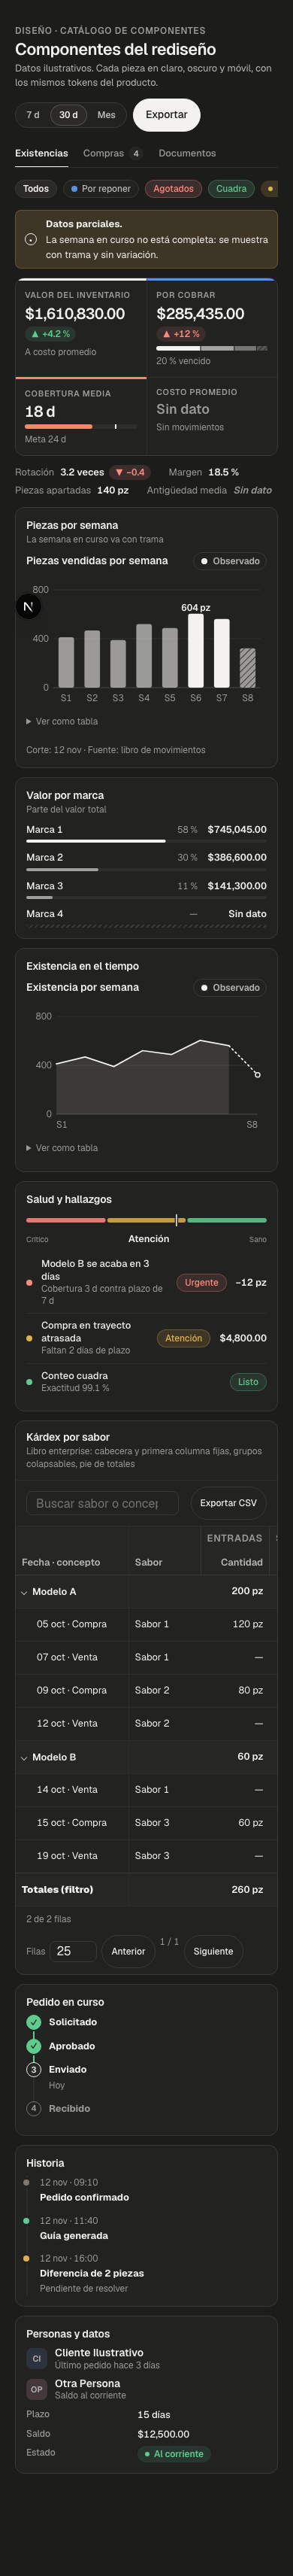 DISEÑO · CATÁLOGO DE COMPONENTES
Componentes del rediseño
Datos ilustrativos. Cada pieza en claro, oscuro y móvil, con
los mismos tokens del producto.
7 d 30 d Mes Exportar
Existencias Compras 4 Documentos
Todos Por reponer Agotados Cuadra
Datos parciales.
La semana en curso no está completa: se muestra
con trama y sin variación.
VALOR DEL INVENTARIO
$1,610,830.00
▲ +4.2 %
A costo promedio
POR COBRAR
$285,435.00
▲ +12 %
20 % vencido
COBERTURA MEDIA
18 d
Meta 24 d
COSTO PROMEDIO
Sin dato
Sin movimientos
Rotación 3.2 veces ▼ −0.4 Margen 18.5 %
Piezas apartadas 140 pz Antigüedad media Sin dato
Piezas por semana
La semana en curso va con trama
Piezas vendidas por semana Observado
800
604 pz
N
400
0
S1 S2 S3 S4 S5 S6 S7 S8
▶ Ver como tabla
Corte: 12 nov · Fuente: libro de movimientos
Valor por marca
Parte del valor total
Marca 1 58 % $745,045.00
Marca 2 30 % $386,600.00
Marca 3 11 % $141,300.00
Marca 4 — Sin dato
Existencia en el tiempo
Existencia por semana Observado
800
400
0
S1 S8
▶ Ver como tabla
Salud y hallazgos
Crítico Atención Sano
Modelo B se acaba en 3
días
Cobertura 3 d contra plazo de
7 d
Urgente −12 pz
Compra en trayecto
atrasada
Faltan 2 días de plazo
Atención $4,800.00
Conteo cuadra
Exactitud 99.1 %
Listo
Kárdex por sabor
Libro enterprise: cabecera y primera columna fijas, grupos
colapsables, pie de totales
Buscar sabor o concep Exportar CSV
ENTRADAS
Fecha · concepto Sabor Cantidad
Modelo A 200 pz
05 oct · Compra Sabor 1 120 pz
07 oct · Venta Sabor 1 —
09 oct · Compra Sabor 2 80 pz
12 oct · Venta Sabor 2 —
Modelo B 60 pz
14 oct · Venta Sabor 1 —
15 oct · Compra Sabor 3 60 pz
19 oct · Venta Sabor 3 —
Totales (filtro) 260 pz
2 de 2 filas
Filas 25 Anterior 1 / 1 Siguiente
Pedido en curso
Solicitado
Aprobado
3 Enviado
Hoy
4 Recibido
Historia
12 nov · 09:10
Pedido confirmado
12 nov · 11:40
Guía generada
12 nov · 16:00
Diferencia de 2 piezas
Pendiente de resolver
Personas y datos
CI Cliente Ilustrativo
Último pedido hace 3 días
OP Otra Persona
Saldo al corriente
Plazo 15 días
Saldo $12,500.00
Estado Al corriente